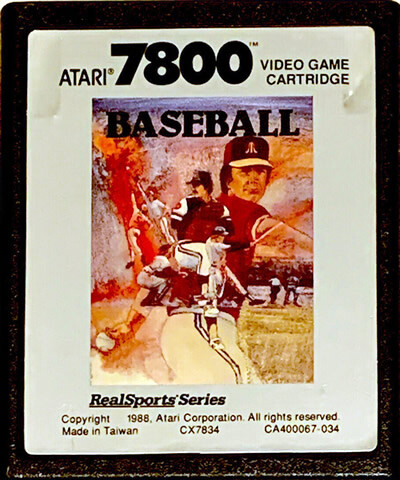 ATARI® 7800™ VIDEO GAME
CARTRIDGE
BASEBALL
RealSports® Series
Copyright 1988, Atari Corporation. All rights reserved.
Made in Taiwan CX7834 CA400067-034